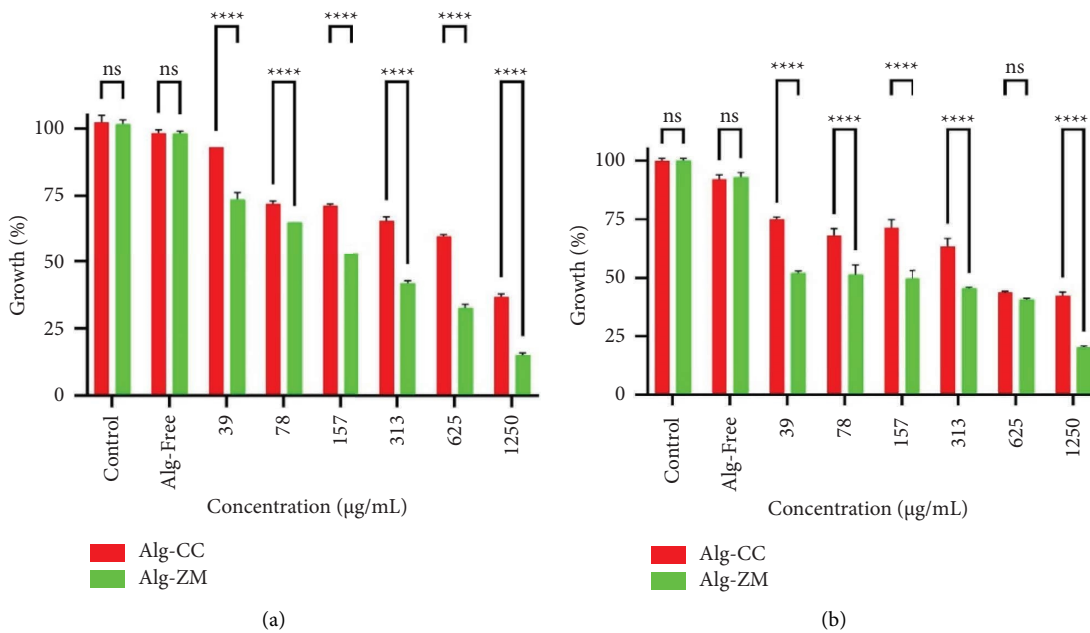 **** **** ****
ns ns **** **** ****
100
75
50
25
0
Growth (%)
Control Alg-Free 39 78 157 313 625 1250
Concentration (µg/mL)
Alg-CC
Alg-ZM
(a)
**** **** ns
ns ns **** **** ****
100
75
50
25
0
Growth (%)
Control Alg-Free 39 78 157 313 625 1250
Concentration (µg/mL)
Alg-CC
Alg-ZM
(b)